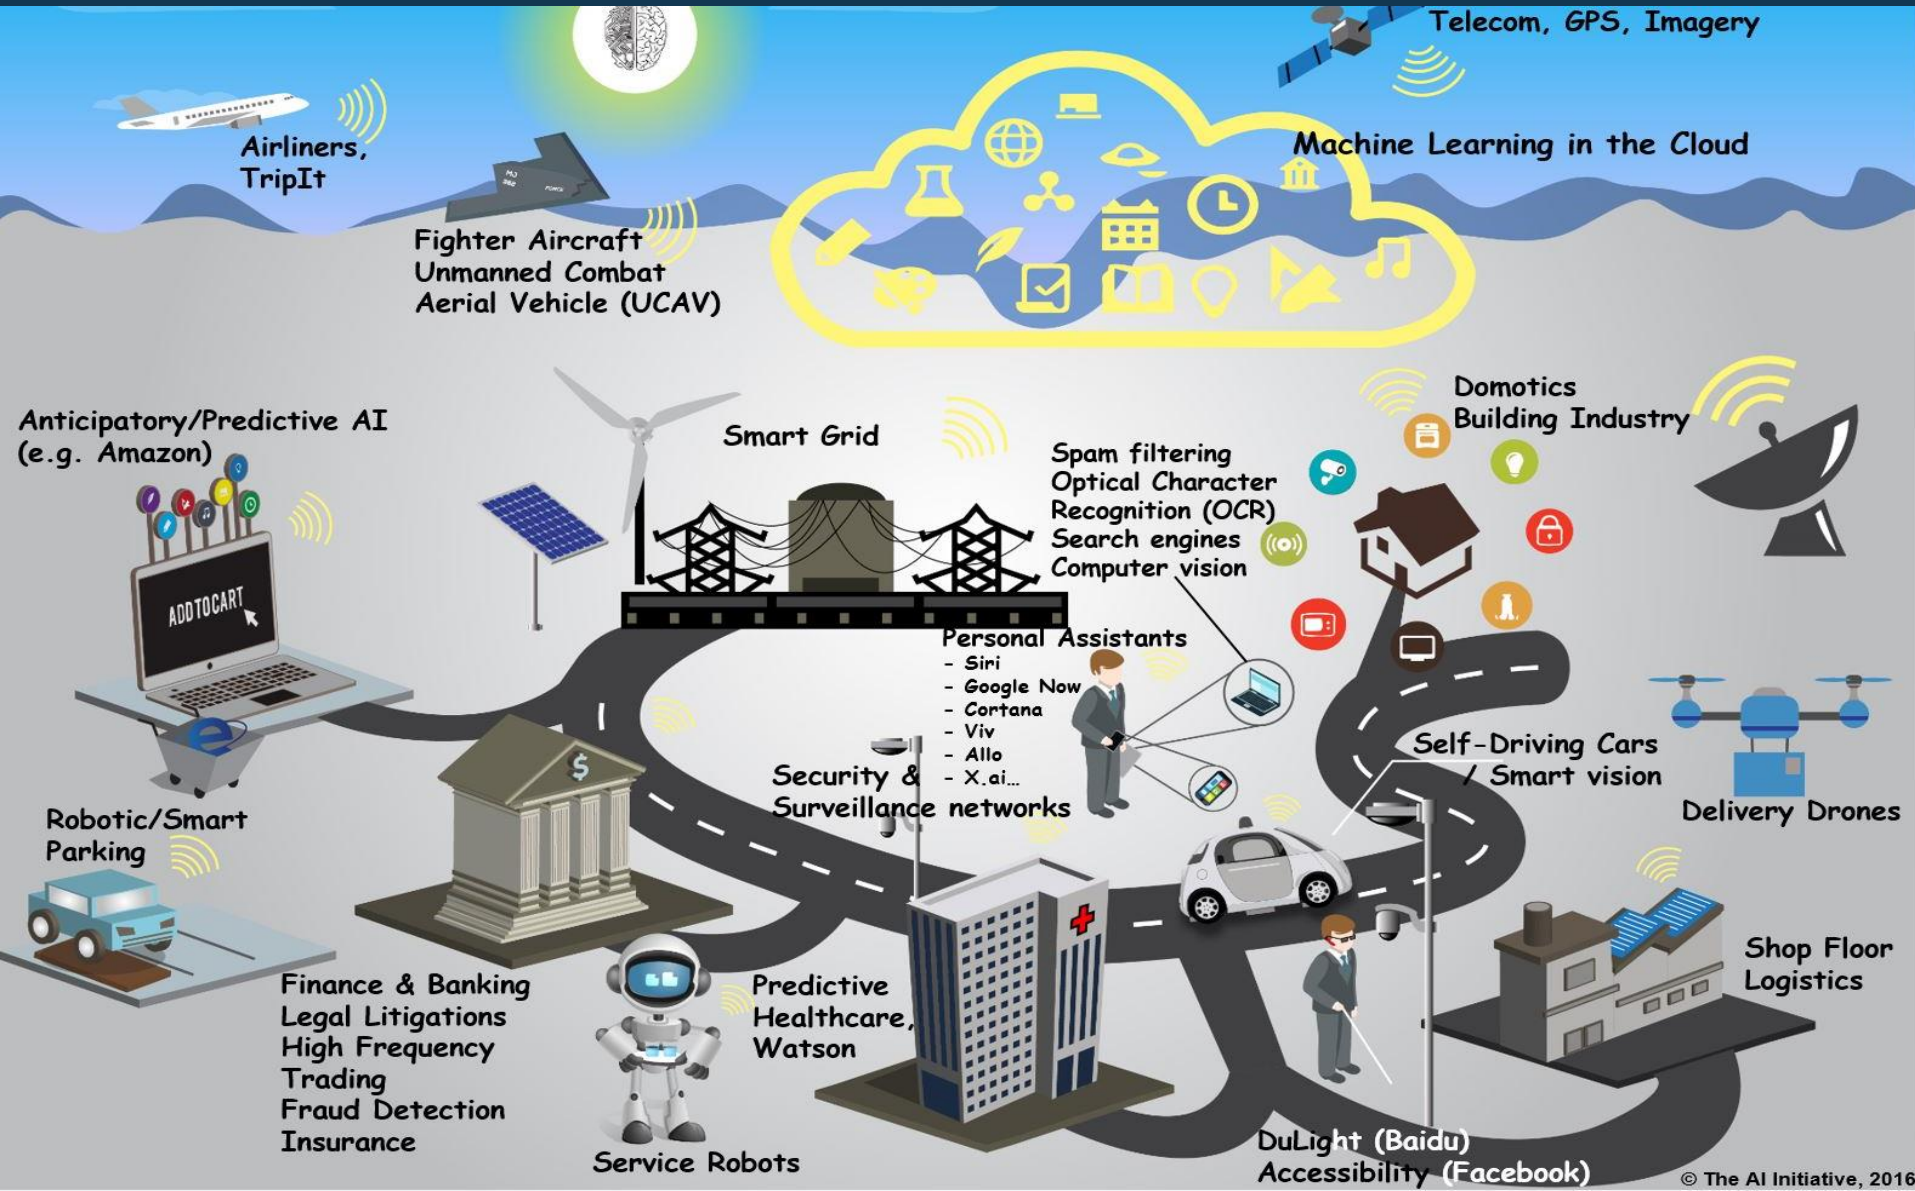 Telecom, GPS, Imagery
Machine Learning in the Cloud
Airliners,
TripIt
Fighter Aircraft
Unmanned Combat
Aerial Vehicle (UCAV)
Anticipatory/Predictive AI
(e.g. Amazon)
ADD TO CART
Smart Grid
Spam filtering
Optical Character
Recognition (OCR)
Search engines
Computer vision
Domotics
Building Industry
Personal Assistants
- Siri
- Google Now
- Cortana
- Viv
- Allo
- X.ai...
Security &
Surveillance networks
Self-Driving Cars
/ Smart vision
Delivery Drones
Robotic/Smart
Parking
$
Finance & Banking
Legal Litigations
High Frequency
Trading
Fraud Detection
Insurance
Service Robots
Predictive
Healthcare,
Watson
Shop Floor
Logistics
DuLight (Baidu)
Accessibility (Facebook)
© The AI Initiative, 2016